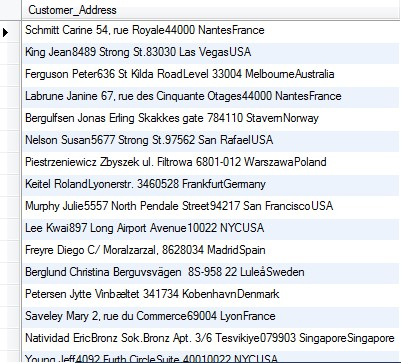 Customer_Address
Schmitt Carine 54, rue Royale44000 NantesFrance
King Jean8489 Strong St.83030 Las VegasUSA
Ferguson Peter636 St Kilda RoadLevel 33004 MelbourneAustralia
Labrune Janine 67, rue des Cinquante Otages44000 NantesFrance
Bergulfsen Jonas Erling Skakkes gate 784110 StavernNorway
Nelson Susan5677 Strong St.97562 San RafaelUSA
Piestrzeniewicz Zbyszek ul. Filtrowa 6801-012 WarszawaPoland
Keitel RolandLyonerstr. 3460528 FrankfurtGermany
Murphy Julie5557 North Pendale Street94217 San FranciscoUSA
Lee Kwai897 Long Airport Avenue10022 NYCUSA
Freyre Diego C/ Moralzarzal, 8628034 MadridSpain
Berglund Christina Berguvsvägen  8S-958 22 LuleåSweden
Petersen Jytte Vinbæltet 341734 KobenhavnDenmark
Saveley Mary 2, rue du Commerce69004 LyonFrance
Natividad EricBronz Sok.Bronz Apt. 3/6 Tesvikiye079903 SingaporeSingapore
Young Jeff4092 Furth CircleSuite 40010022 NYCUSA